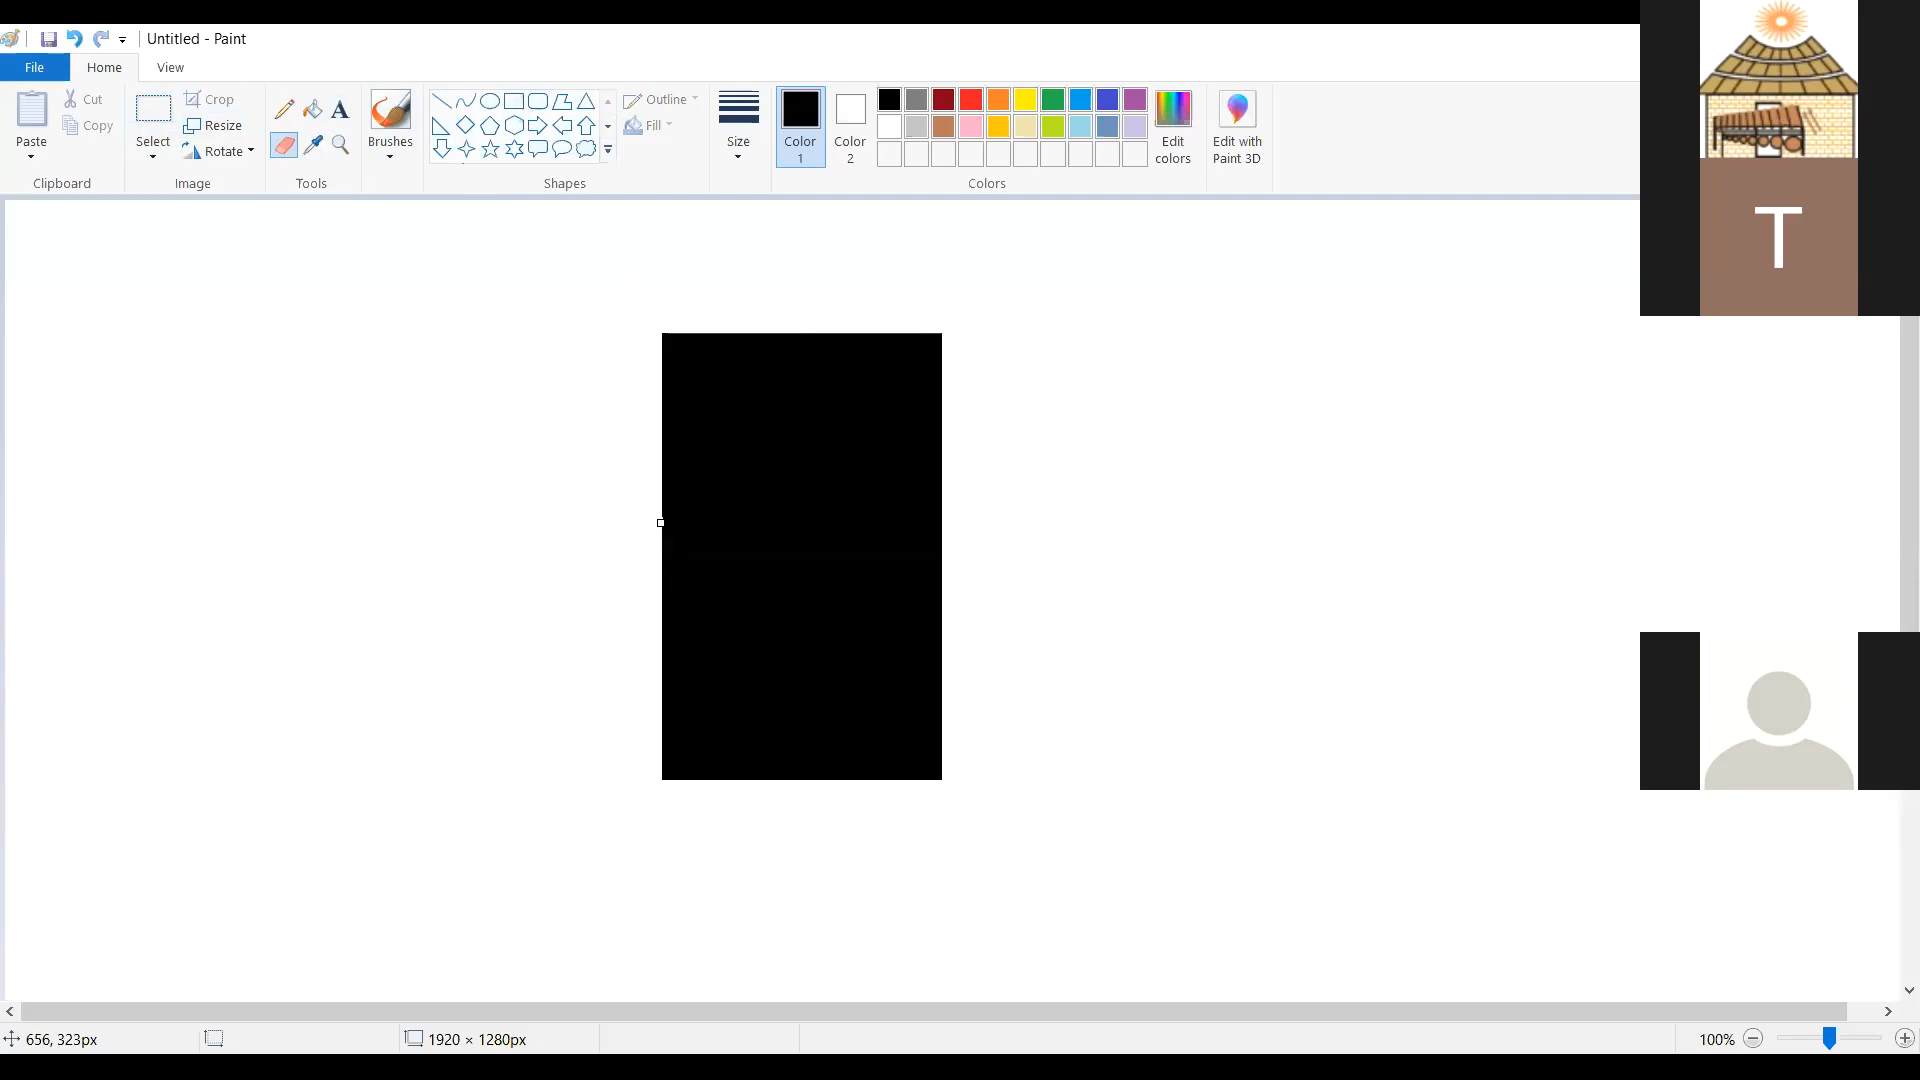 Untitled - Paint
File Home View
Paste
Cut
Copy
Clipboard
Select
Crop
Resize
Rotate
Image
A
Tools
Brushes
Outline
Fill
Shapes
Size
Color 1
Color 2
Edit colors
Colors
Edit with Paint 3D
T
656, 323px
1920 × 1280px
100%